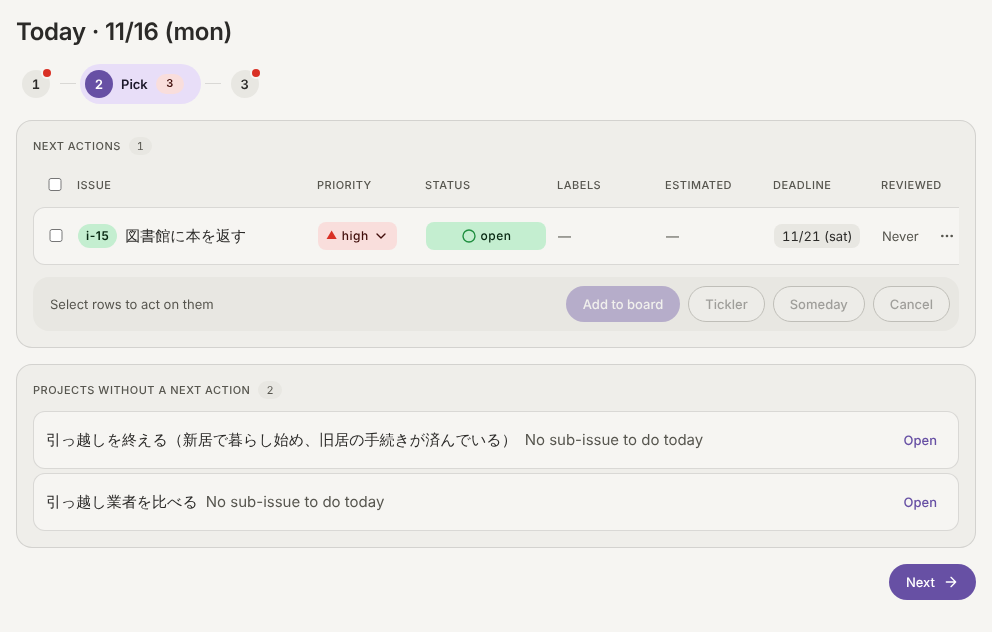 Today · 11/16 (mon)
1 2 Pick 3 3
NEXT ACTIONS 1
ISSUE PRIORITY STATUS LABELS ESTIMATED DEADLINE REVIEWED
i-15 図書館に本を返す high open — — 11/21 (sat) Never ···
Select rows to act on them Add to board Tickler Someday Cancel
PROJECTS WITHOUT A NEXT ACTION 2
引っ越しを終える（新居で暮らし始め、旧居の手続きが済んでいる） No sub-issue to do today Open
引っ越し業者を比べる No sub-issue to do today Open
Next →